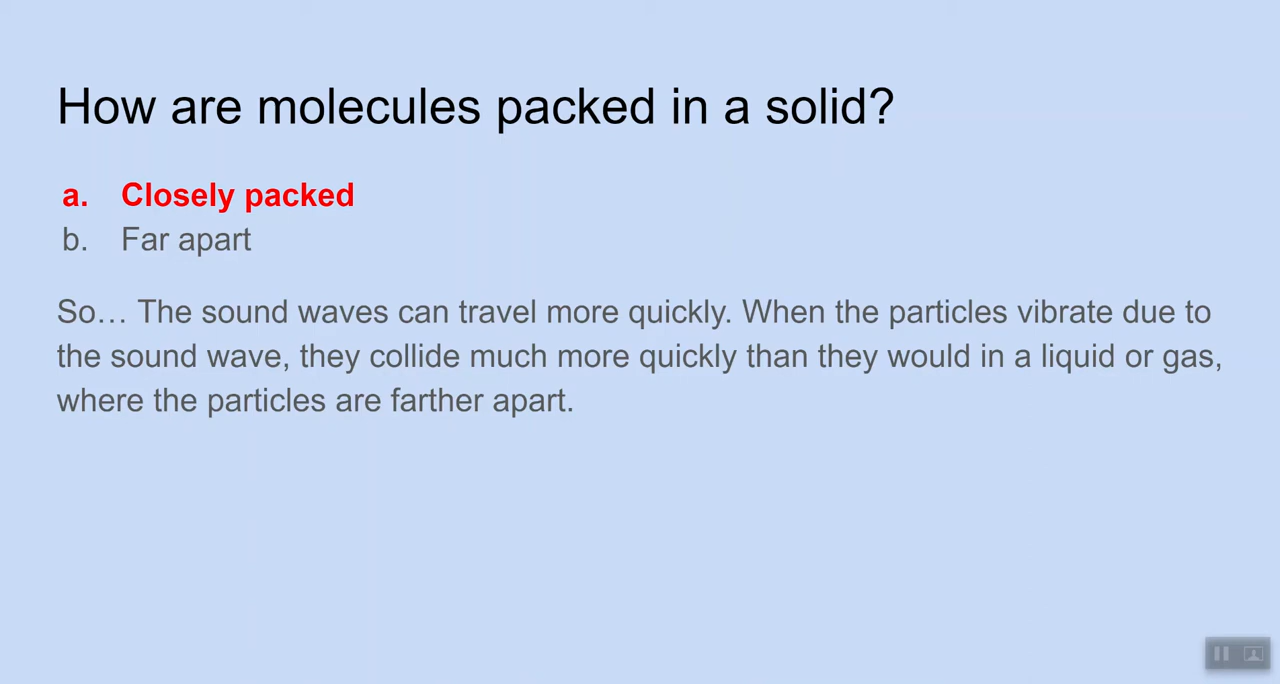 How are molecules packed in a solid?
a. Closely packed
b. Far apart
So… The sound waves can travel more quickly. When the particles vibrate due to
the sound wave, they collide much more quickly than they would in a liquid or gas,
where the particles are farther apart.